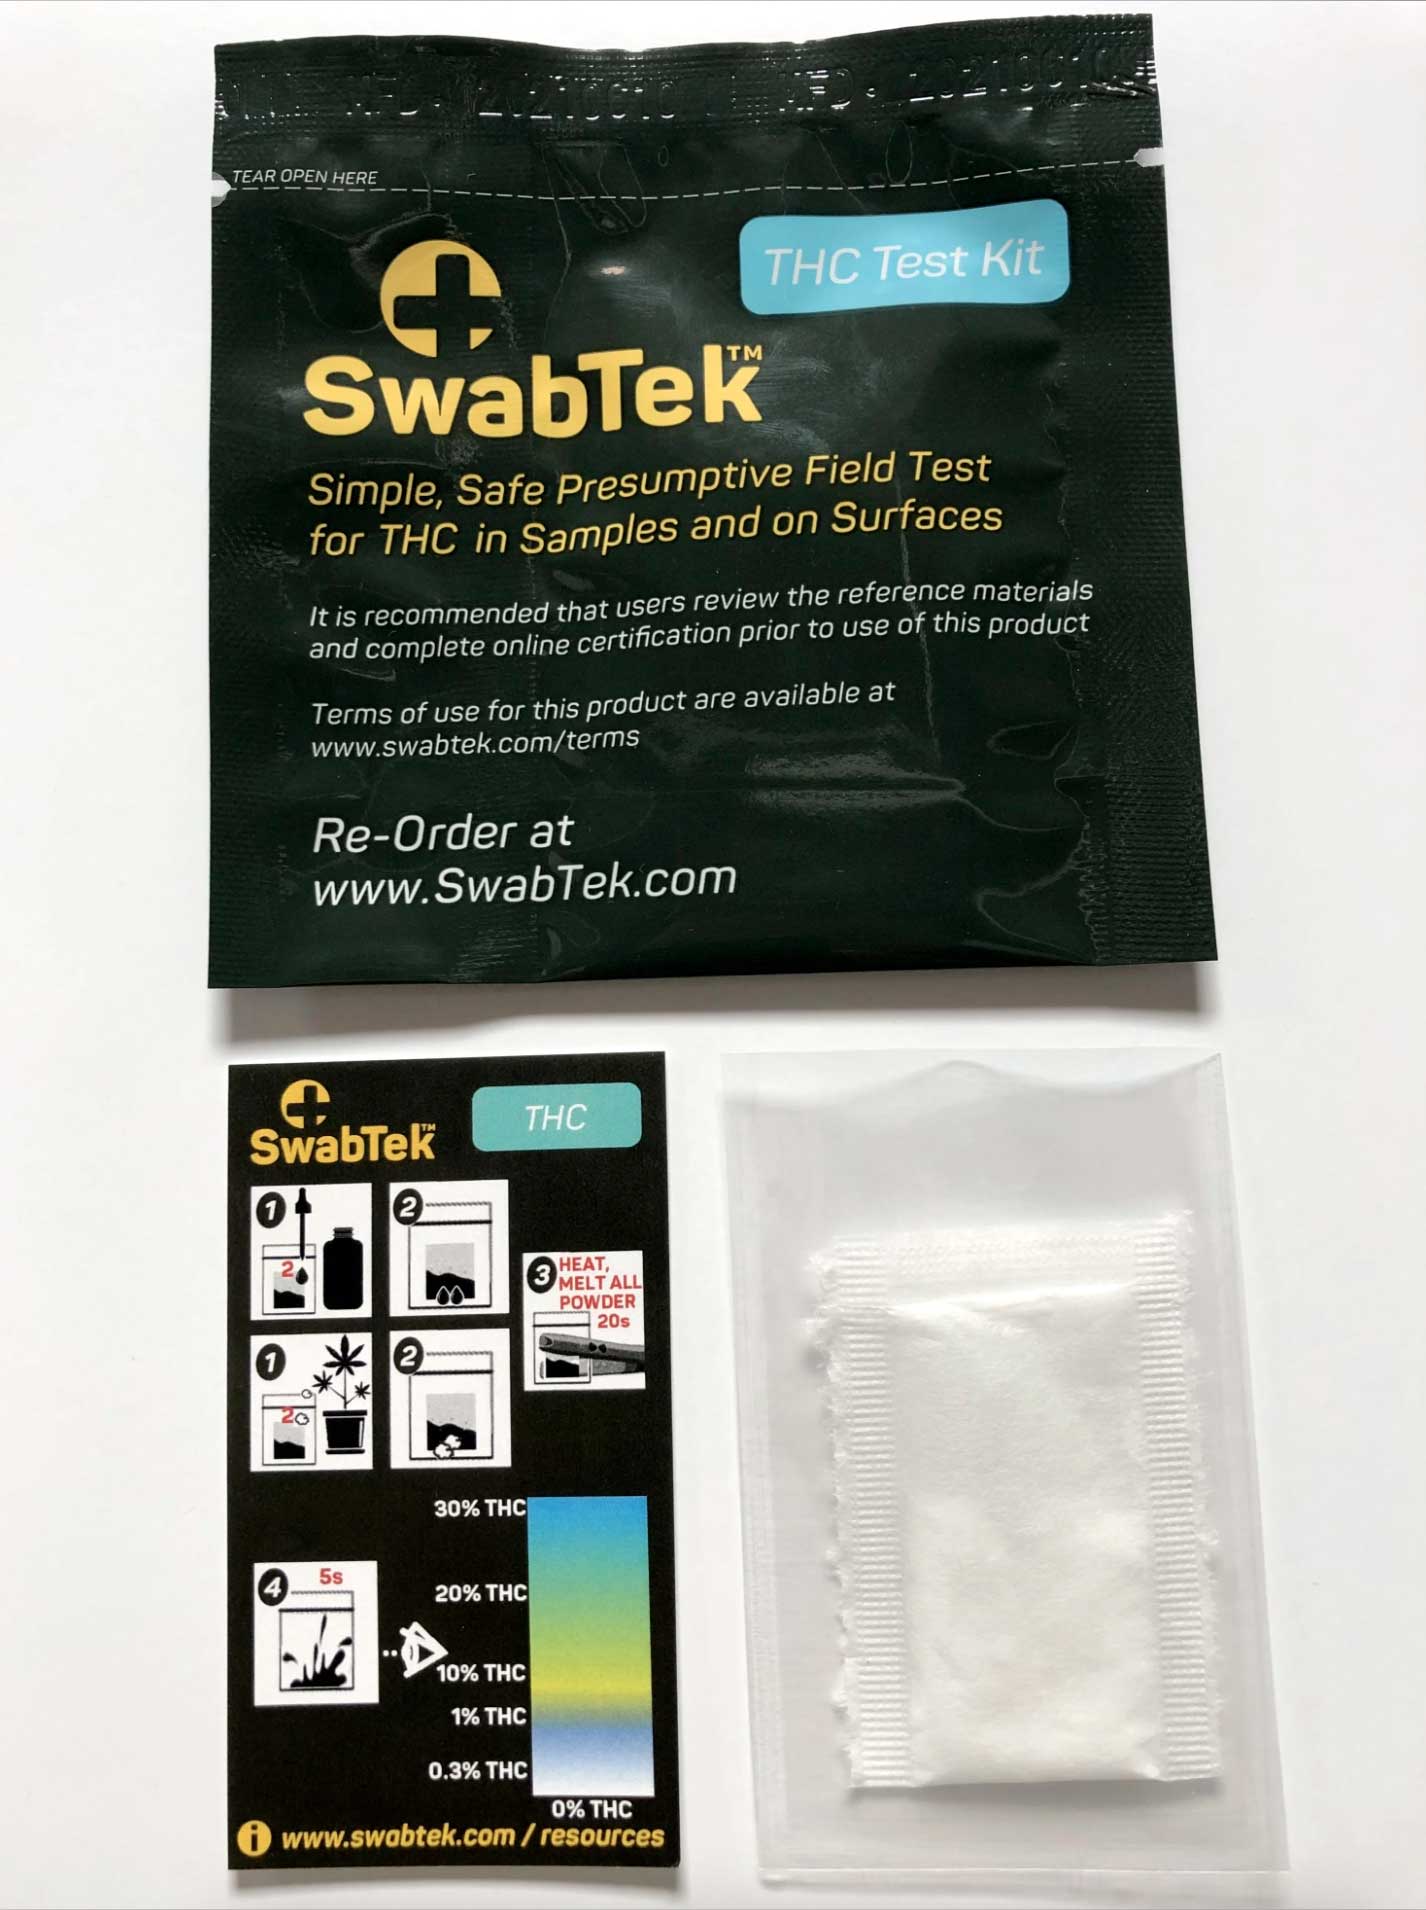 MFD: 20210610 MFD: 20210610
TEAR OPEN HERE
THC Test Kit
SwabTek™
Simple, Safe Presumptive Field Test
for THC in Samples and on Surfaces
It is recommended that users review the reference materials
and complete online certification prior to use of this product
Terms of use for this product are available at
www.swabtek.com/terms
Re-Order at
www.SwabTek.com
SwabTek™
THC
1
2
2
3 HEAT,
MELT ALL
POWDER
20s
1
2
2
4 5s
30% THC
20% THC
10% THC
1% THC
0.3% THC
0% THC
i www.swabtek.com / resources